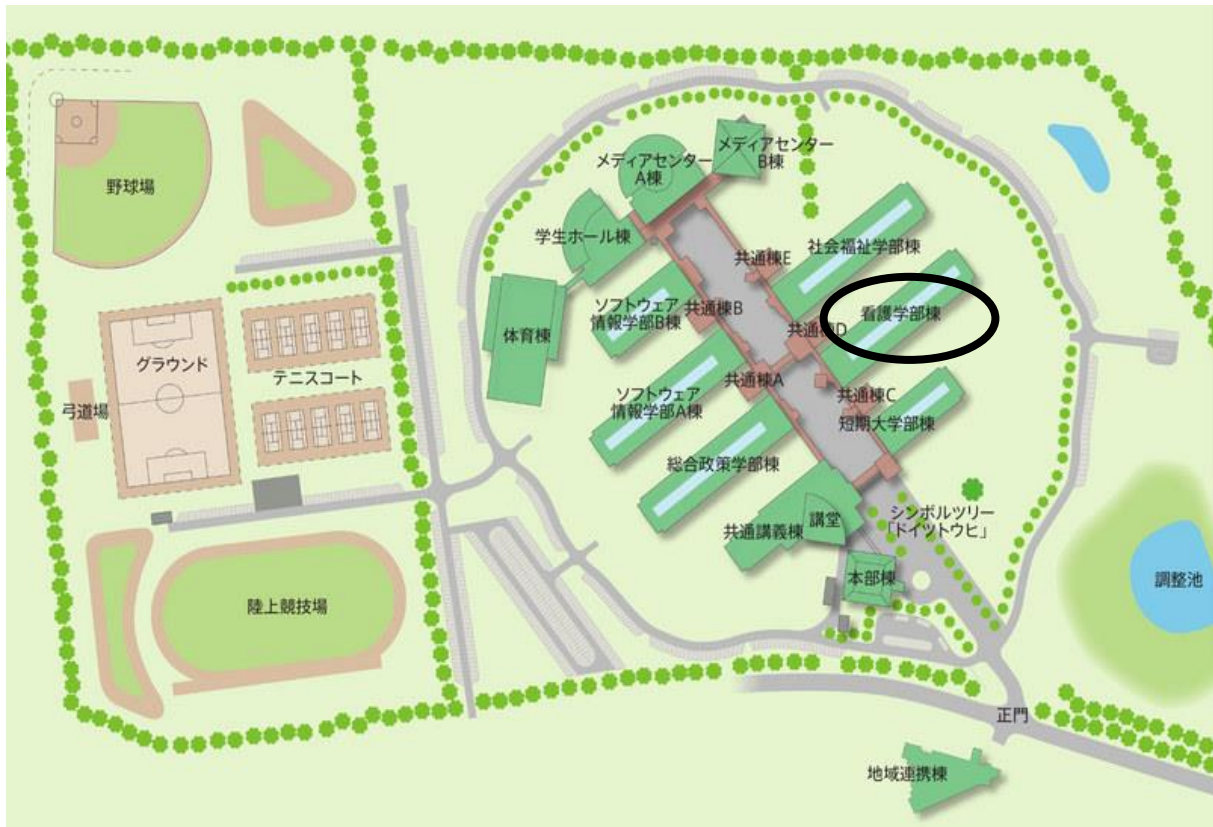 メディアセンター
B棟
メディアセンター
A棟
野球場
学生ホール棟
社会福祉学部棟
共通棟E
ソフトウェア
情報学部B棟
共通棟B
看護学部棟
共通棟D
体育棟
グラウンド
テニスコート
弓道場
共通棟A
ソフトウェア
情報学部A棟
共通棟C
短期大学部棟
総合政策学部棟
シンボルツリー
「ドイツトウヒ」
講堂
共通講義棟
本部棟
調整池
陸上競技場
正門
地域連携棟